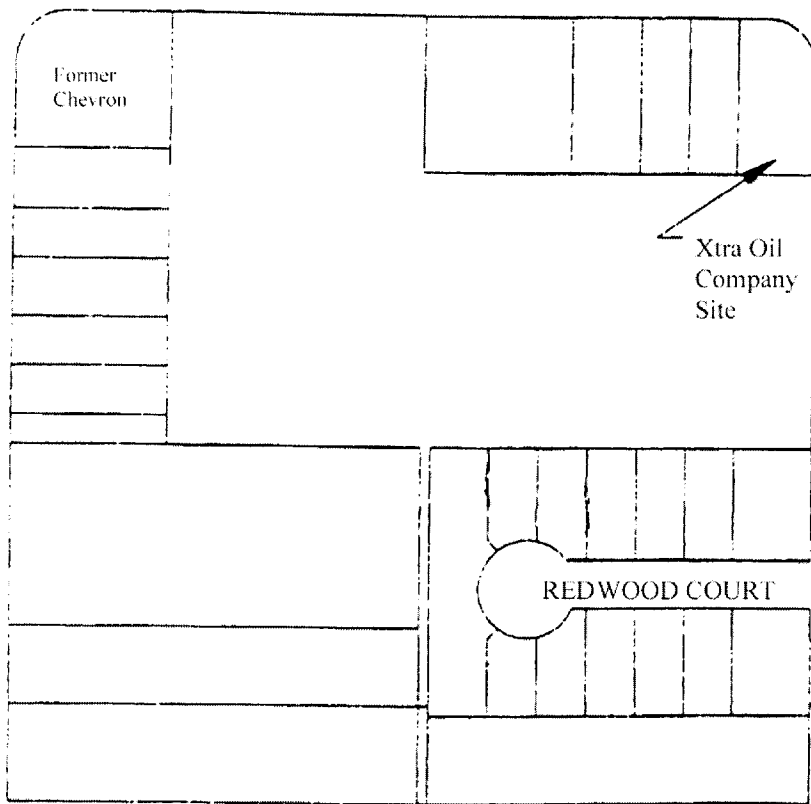 Former
Chevron
Xtra Oil
Company
Site
REDWOOD COURT